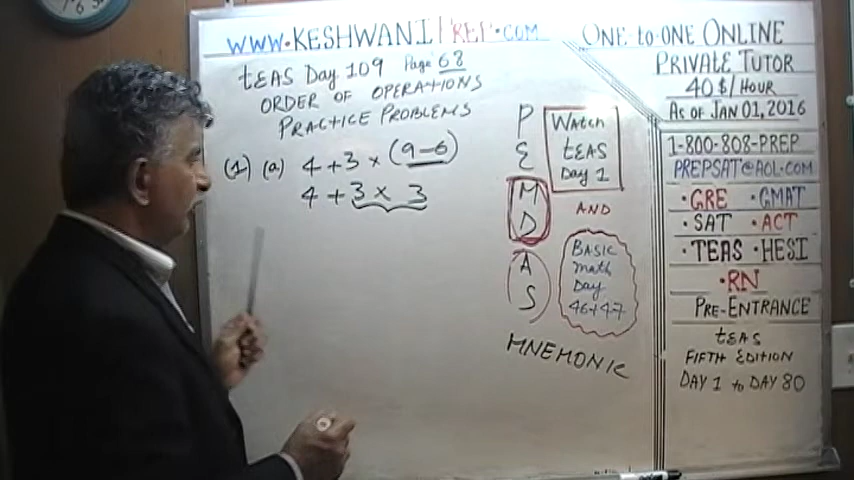 WWW.KESHWANI PREP.COM
TEAS Day 109 Page 68
ORDER OF OPERATIONS
PRACTICE PROBLEMS
(1) (a) 4 + 3 × (9 - 6)
4 + 3 × 3
P
E
M
D
A
S
MNEMONIC
Watch
TEAS
Day 1
AND
BASIC
math
Day
46+47
ONE-to-ONE ONLINE
PRIVATE TUTOR
40 $/HOUR
As of JAN 01, 2016
1-800-808-PREP
PREPSAT@AOL.COM
•GRE •GMAT
•SAT •ACT
•TEAS •HESI
•RN
PRE-ENTRANCE
TEAS
FIFTH EDITION
DAY 1 to DAY 80